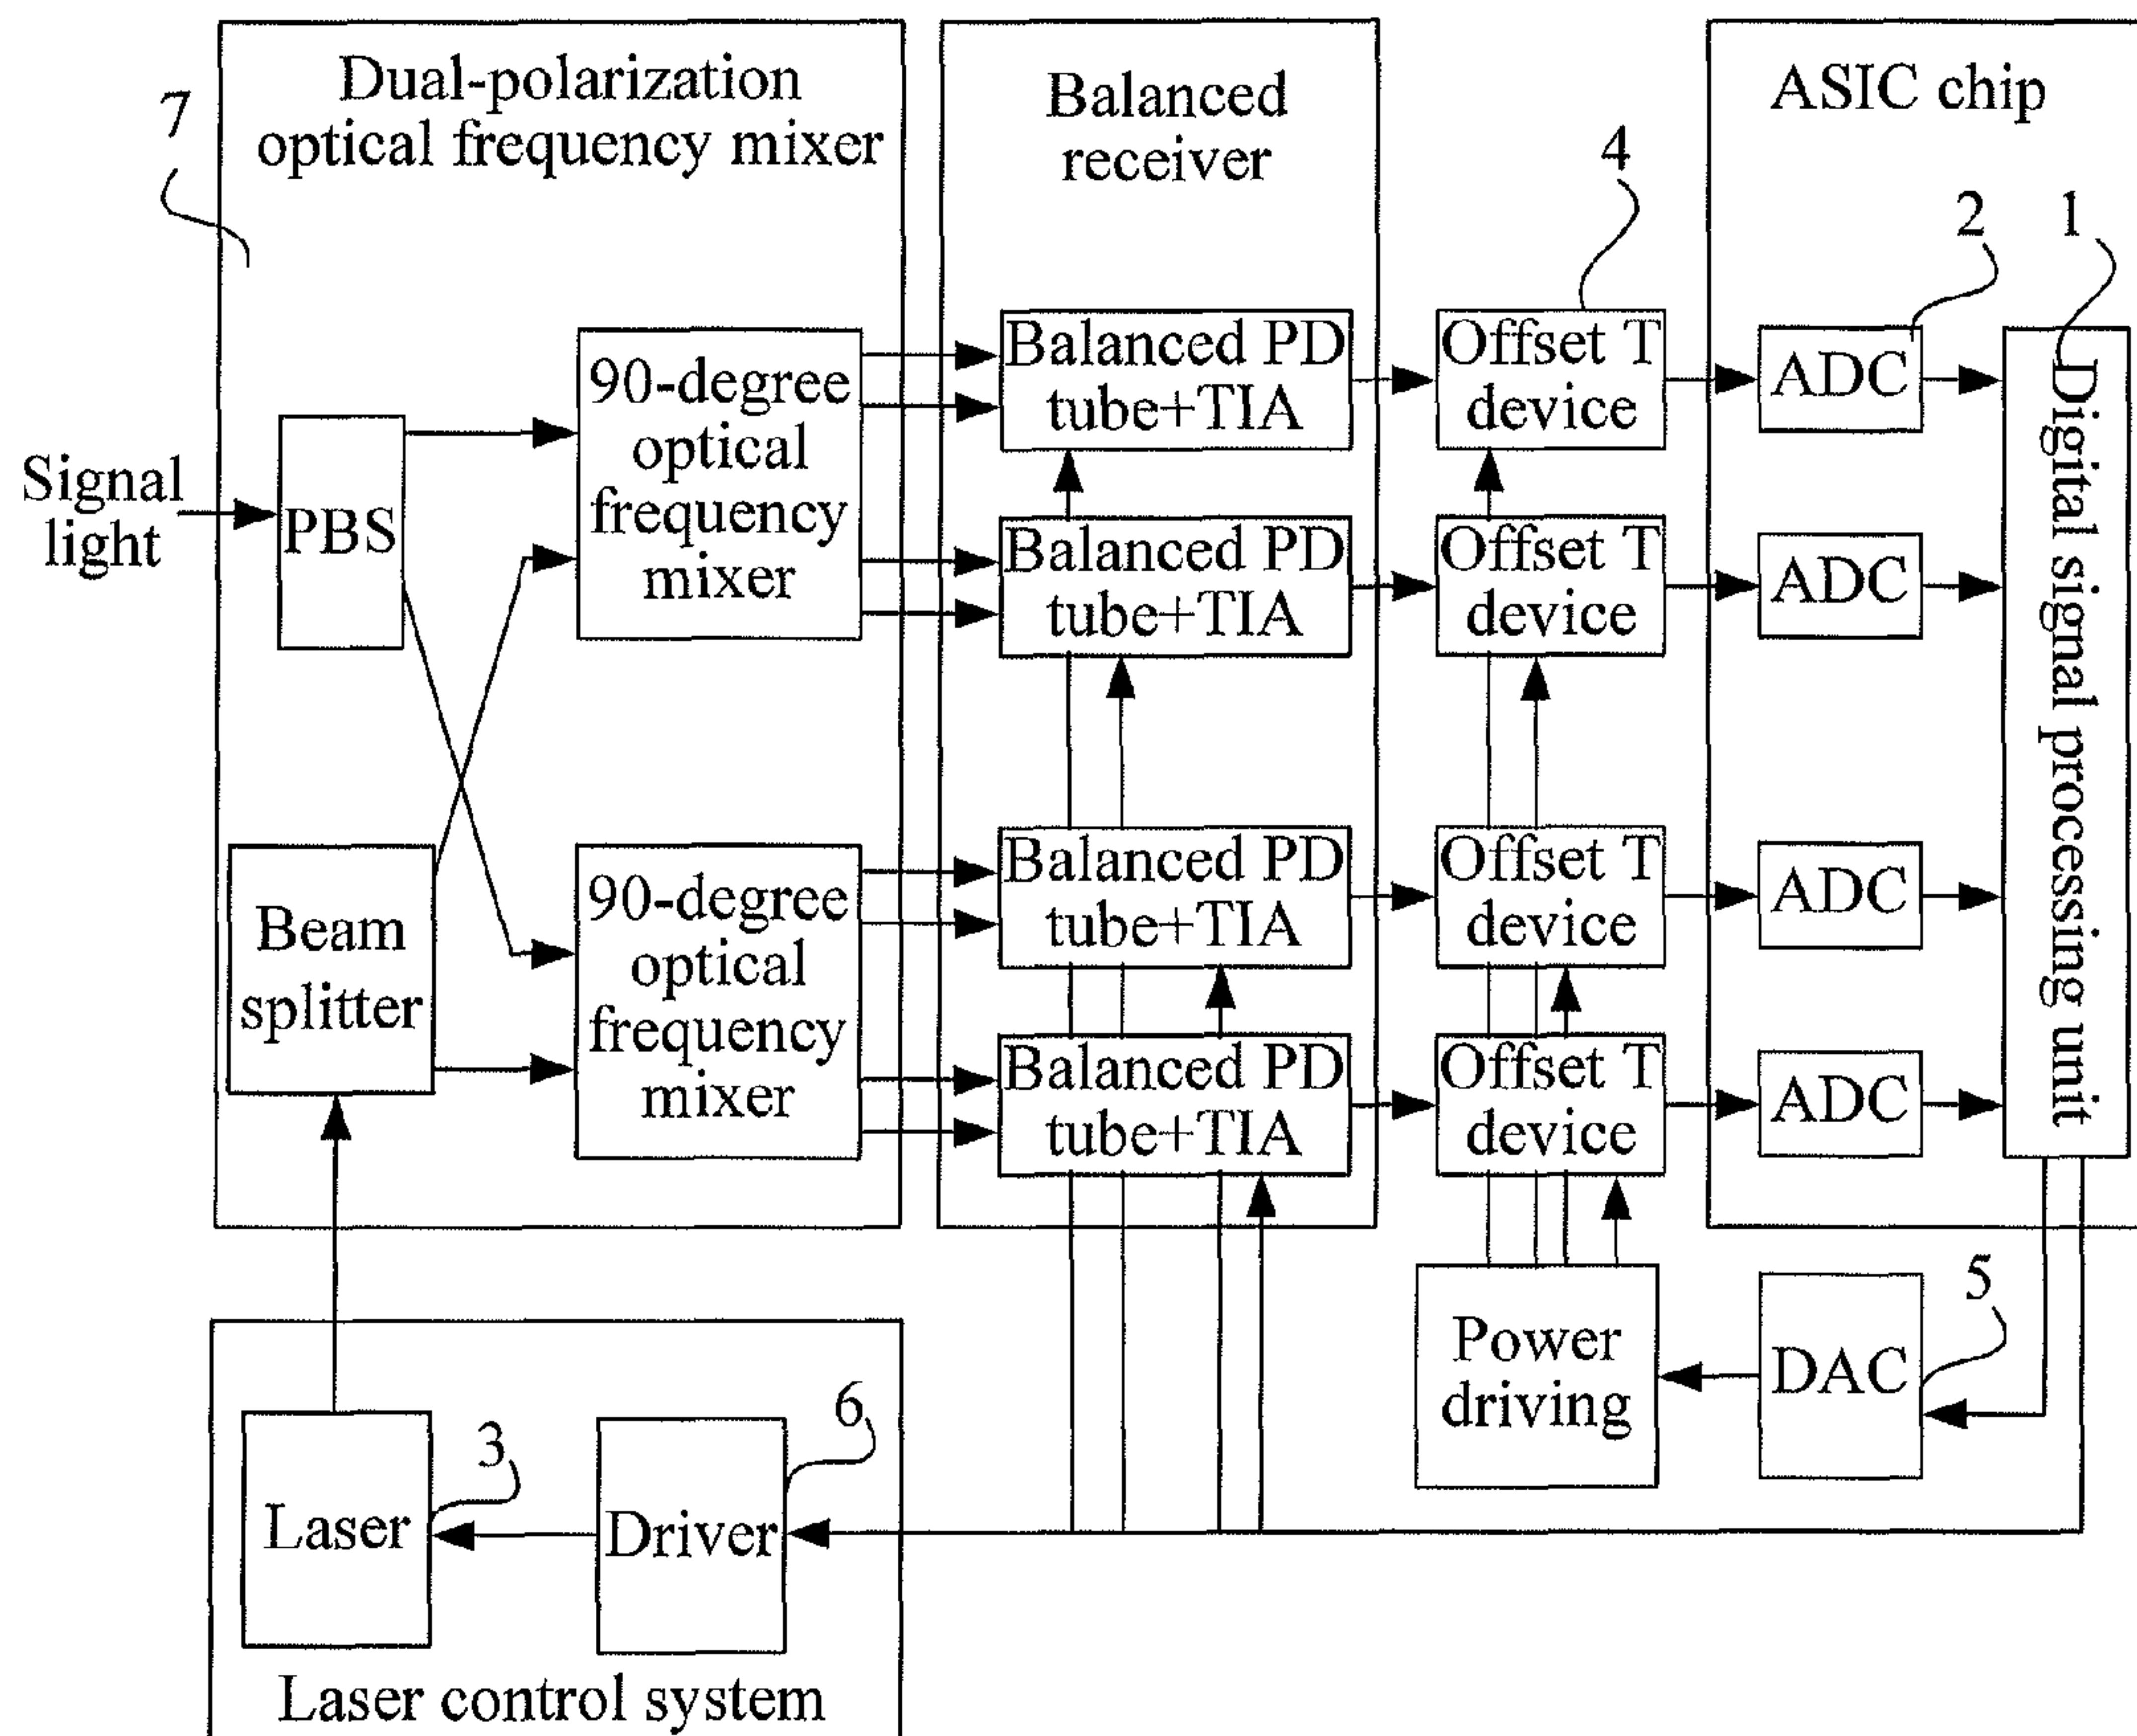 Dual-polarization
optical frequency mixer
7
Balanced
receiver
ASIC chip
4
2
1
Signal
light
PBS
90-degree
optical
frequency
mixer
Balanced PD
tube+TIA
Offset T
device
ADC
Balanced PD
tube+TIA
Offset T
device
ADC
Digital signal processing unit
Beam
splitter
90-degree
optical
frequency
mixer
Balanced PD
tube+TIA
Offset T
device
ADC
Balanced PD
tube+TIA
Offset T
device
ADC
Power
driving
DAC
5
Laser
3
Driver
6
Laser control system